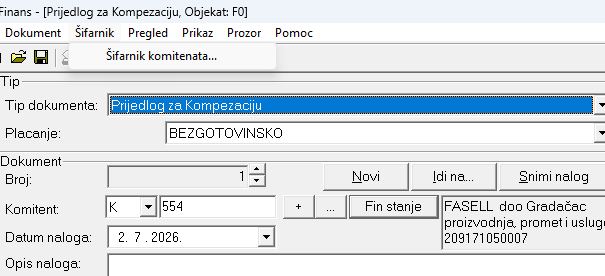 Finans - [Prijedlog za Kompezaciju, Objekat: F0]
Dokument Šifarnik Pregled Prikaz Prozor Pomoc
Šifarnik komitenata...
Tip
Tip dokumenta: Prijedlog za Kompezaciju
Placanje: BEZGOTOVINSKO
Dokument
Broj: 1 Novi Idi na... Snimi nalog
Komitent: K 554 + ... Fin stanje FASELL doo Gradačac
proizvodnja, promet i uslug
Datum naloga: 2. 7 . 2026. 209171050007
Opis naloga: